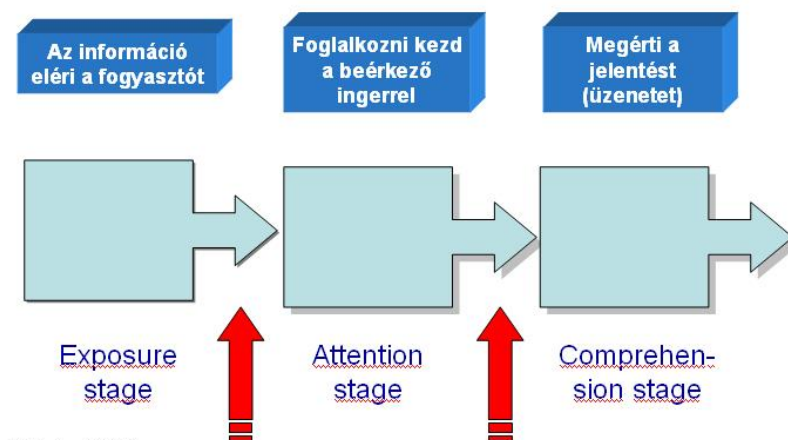 Az információ
eléri a fogyasztót
Foglalkozni kezd
a beérkező
ingerrel
Megérti a
jelentést
(üzenetet)
Exposure
stage
Attention
stage
Comprehen-
sion stage